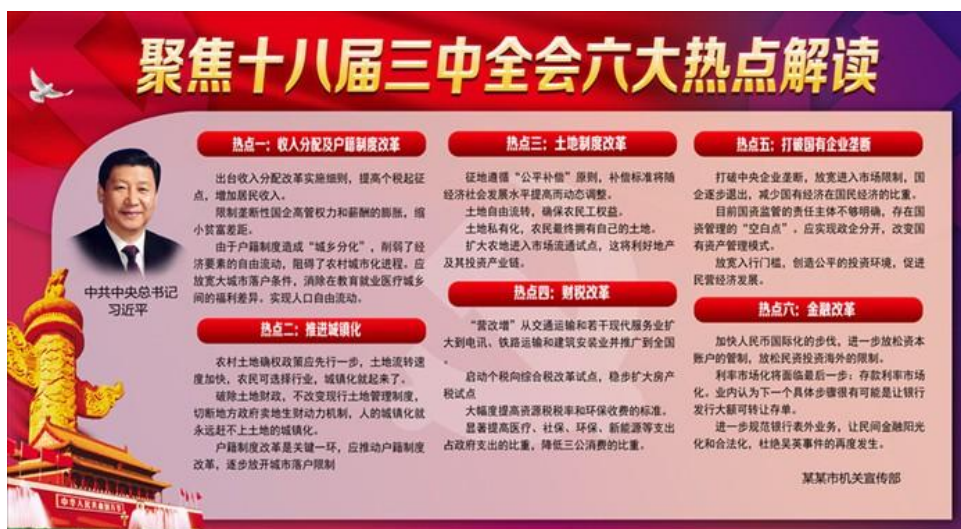 聚焦十八届三中全会六大热点解读
中共中央总书记
习近平
热点一：收入分配及户籍制度改革
出台收入分配改革实施细则，提高个税起征
点，增加居民收入。
限制垄断性国企高管权力和薪酬的膨胀，缩
小贫富差距。
由于户籍制度造成“城乡分化”，削弱了经
济要素的自由流动，阻碍了农村城市化进程。应
放宽大城市落户条件，消除在教育就业医疗城乡
间的福利差异。实现人口自由流动。
热点二：推进城镇化
农村土地确权政策应先行一步，土地流转速
度加快，农民可选择行业，城镇化就起来了。
破除土地财政，不改变现行土地管理制度，
切断地方政府卖地生财动力机制，人的城镇化就
永远赶不上土地的城镇化。
户籍制度改革是关键一环，应推动户籍制度
改革，逐步放开城市落户限制
热点三：土地制度改革
征地遵循“公平补偿”原则，补偿标准将随
经济社会发展水平提高而动态调整。
土地自由流转，确保农民工权益。
土地私有化，农民最终拥有自己的土地。
扩大农地进入市场流通试点，这将利好地产
及其投资产业链。
热点四：财税改革
“营改增”从交通运输和若干现代服务业扩
大到电讯、铁路运输和建筑安装业并推广到全国
。
启动个税向综合税改革试点，稳步扩大房产
税试点
大幅度提高资源税税率和环保收费的标准。
显著提高医疗、社保、环保、新能源等支出
占政府支出的比重，降低三公消费的比重。
热点五：打破国有企业垄断
打破中央企业垄断，放宽进入市场限制，国
企逐步退出，减少国有经济在国民经济的比重。
目前国资监管的责任主体不够明确，存在国
资管理的“空白点”。应实现政企分开，改变国
有资产管理模式。
放宽入行门槛，创造公平的投资环境，促进
民营经济发展。
热点六：金融改革
加快人民币国际化的步伐，进一步放松资本
账户的管制，放松民资投资海外的限制。
利率市场化将面临最后一步：存款利率市场
化。业内认为下一个具体步骤很有可能是让银行
发行大额可转让存单。
进一步规范银行表外业务，让民间金融阳光
化和合法化，杜绝吴英事件的再度发生。
某某市机关宣传部
中华人民共和国万岁